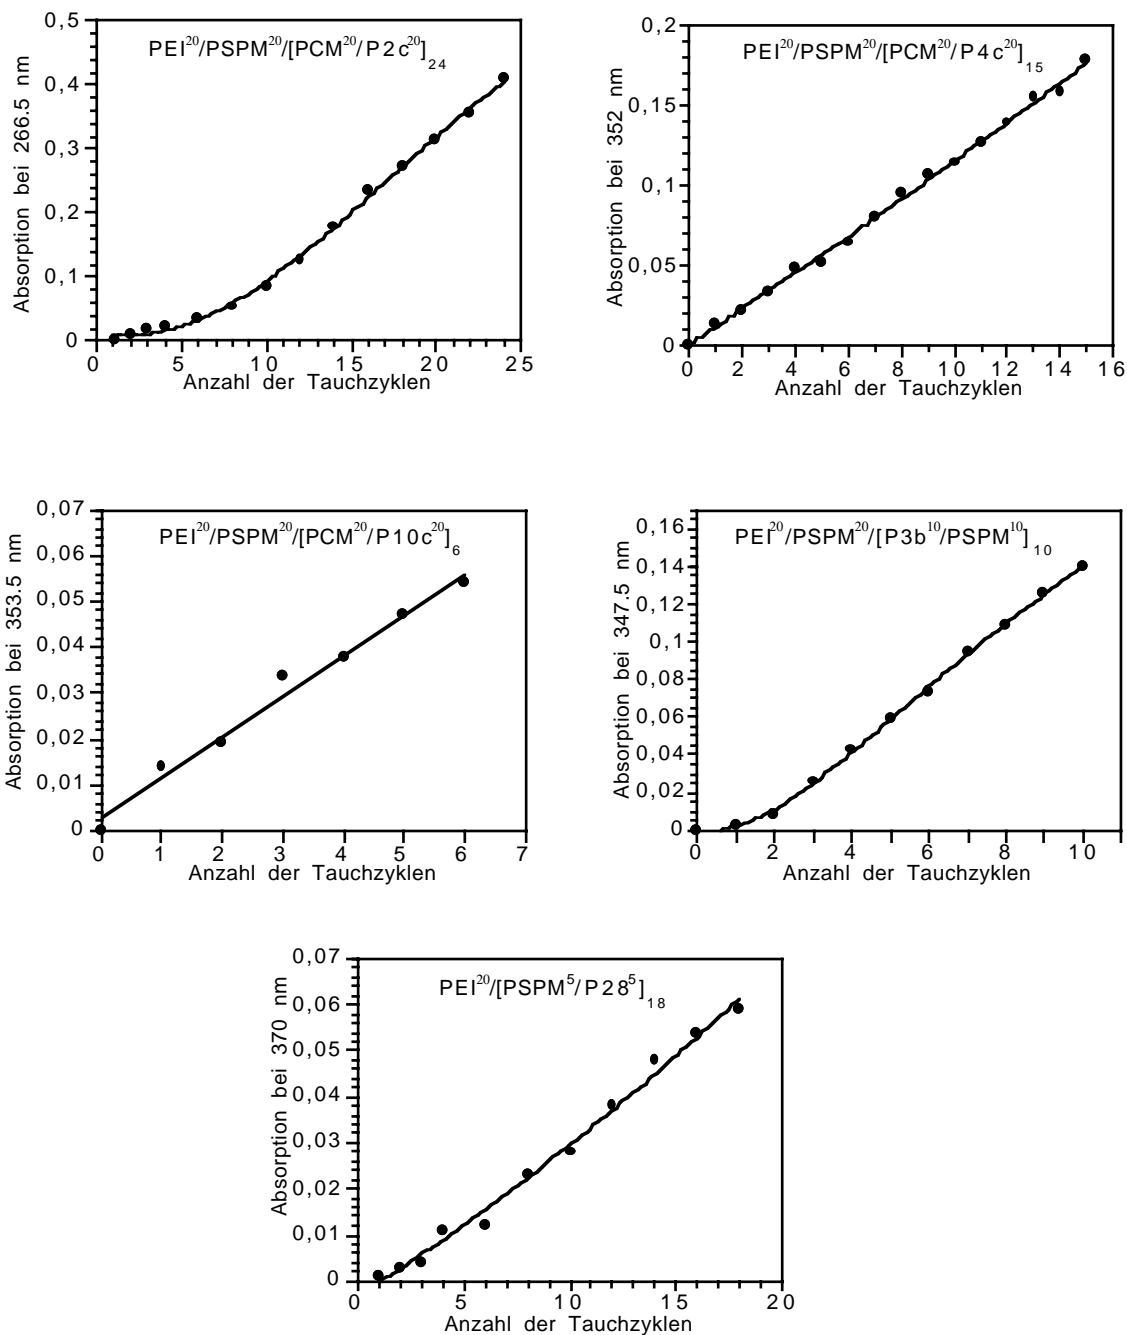 PEI20/PSPM20/[PCM20/P2c20]24
Absorption bei 266.5 nm
0,5
0,4
0,3
0,2
0,1
0
0 5 10 15 20 25
Anzahl der Tauchzyklen
PEI20/PSPM20/[PCM20/P4c20]15
Absorption bei 352 nm
0,2
0,15
0,1
0,05
0
0 2 4 6 8 10 12 14 16
Anzahl der Tauchzyklen
PEI20/PSPM20/[PCM20/P10c20]6
Absorption bei 353.5 nm
0,07
0,06
0,05
0,04
0,03
0,02
0,01
0
0 1 2 3 4 5 6 7
Anzahl der Tauchzyklen
PEI20/PSPM20/[P3b10/PSPM10]10
Absorption bei 347.5 nm
0,16
0,14
0,12
0,1
0,08
0,06
0,04
0,02
0
0 2 4 6 8 10
Anzahl der Tauchzyklen
PEI20/[PSPM5/P285]18
Absorption bei 370 nm
0,07
0,06
0,05
0,04
0,03
0,02
0,01
0
0 5 10 15 20
Anzahl der Tauchzyklen